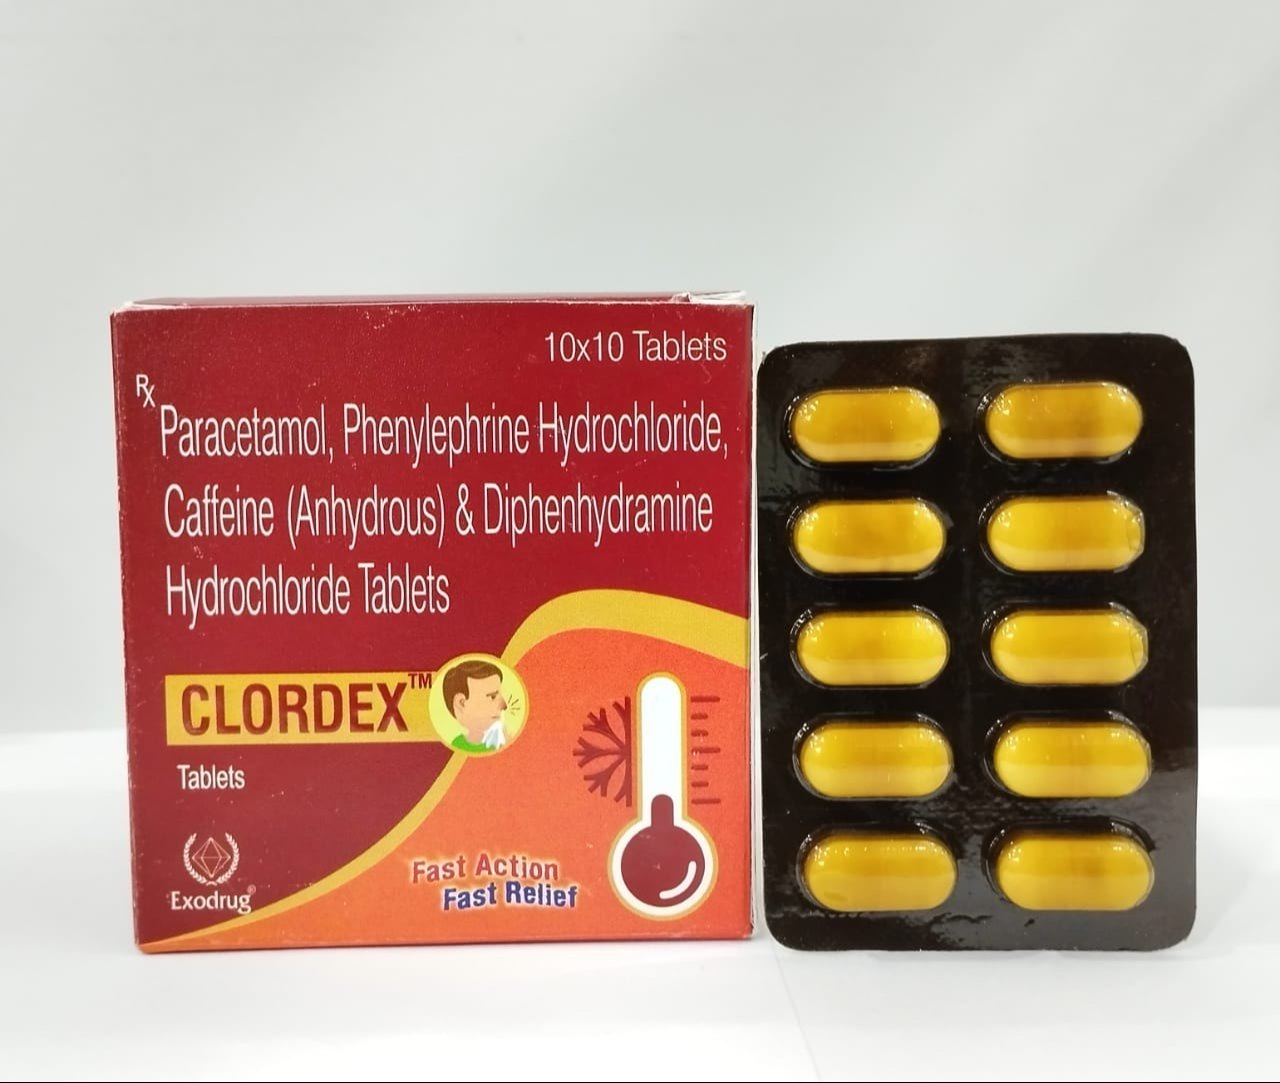 10x10 Tablets
Rx
Paracetamol, Phenylephrine Hydrochloride,
Caffeine (Anhydrous) & Diphenhydramine
Hydrochloride Tablets
CLORDEX™
Tablets
Exodrug®
Fast Action
Fast Relief